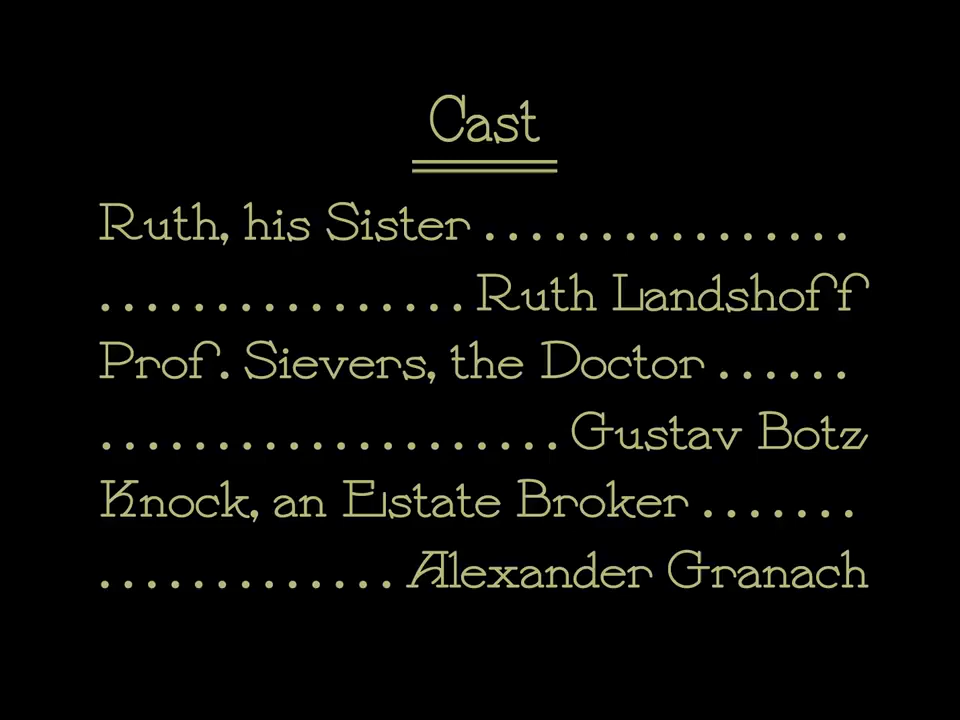 Cast
Ruth, his Sister . . . . . . . . . . . . . . . .
. . . . . . . . . . . . . . . . Ruth Landshoff
Prof. Sievers, the Doctor . . . . . .
. . . . . . . . . . . . . . . . . . . . Gustav Botz
Knock, an Estate Broker . . . . . . .
. . . . . . . . . . . . . Alexander Granach